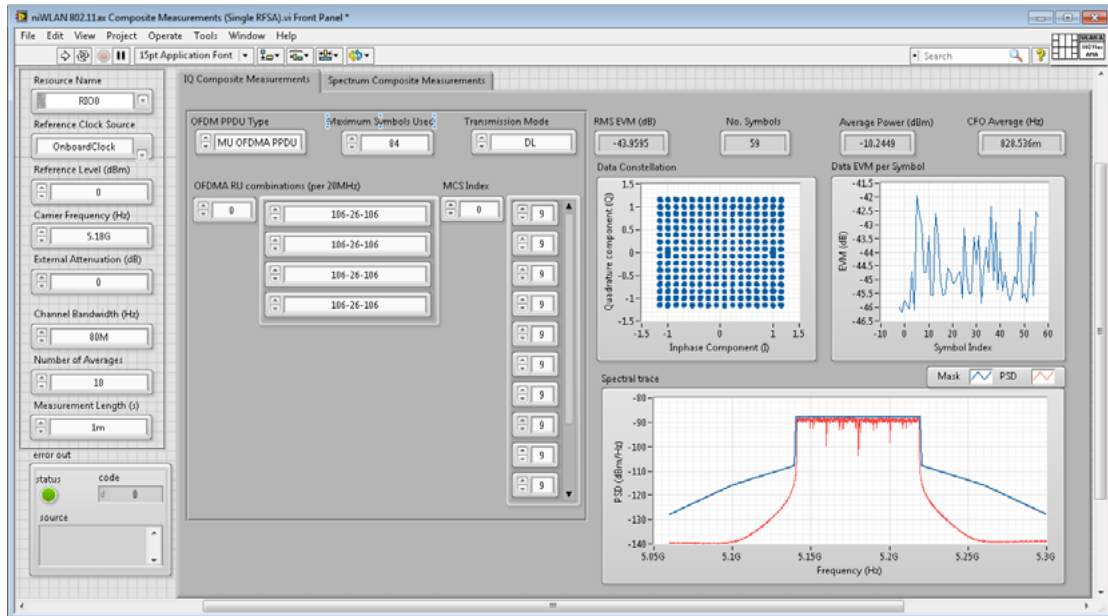 niWLAN 802.11ax Composite Measurements (Single RFSA).vi Front Panel *
File Edit View Project Operate Tools Window Help
15pt Application Font
Search
WLAN A
802.11ax
ANA
Resource Name
RIO0
Reference Clock Source
OnboardClock
Reference Level (dBm)
0
Carrier Frequency (Hz)
5.18G
External Attenuation (dB)
0
Channel Bandwidth (Hz)
80M
Number of Averages
10
Measurement Length (s)
1m
error out
status
code
d 0
source
IQ Composite Measurements
Spectrum Composite Measurements
OFDM PPDU Type
MU OFDMA PPDU
Maximum Symbols Used
84
Transmission Mode
DL
OFDMA RU combinations (per 20MHz)
0
106-26-106
106-26-106
106-26-106
106-26-106
MCS Index
0
9
9
9
9
9
9
9
9
9
9
RMS EVM (dB)
-43.9595
No. Symbols
59
Average Power (dBm)
-10.2449
CFO Average (Hz)
828.536m
Data Constellation
Quadrature component (Q)
1.5
1
0.5
0
-0.5
-1
-1.5
-1.5 -1 0 1 1.5
Inphase Component (I)
Data EVM per Symbol
EVM (dB)
-41.5
-42
-42.5
-43
-43.5
-44
-44.5
-45
-45.5
-46
-46.5
-10 0 10 20 30 40 50 60
Symbol Index
Spectral trace
Mask PSD
PSD (dBm/Hz)
-80
-90
-100
-110
-120
-130
-140
5.05G 5.1G 5.15G 5.2G 5.25G 5.3G
Frequency (Hz)